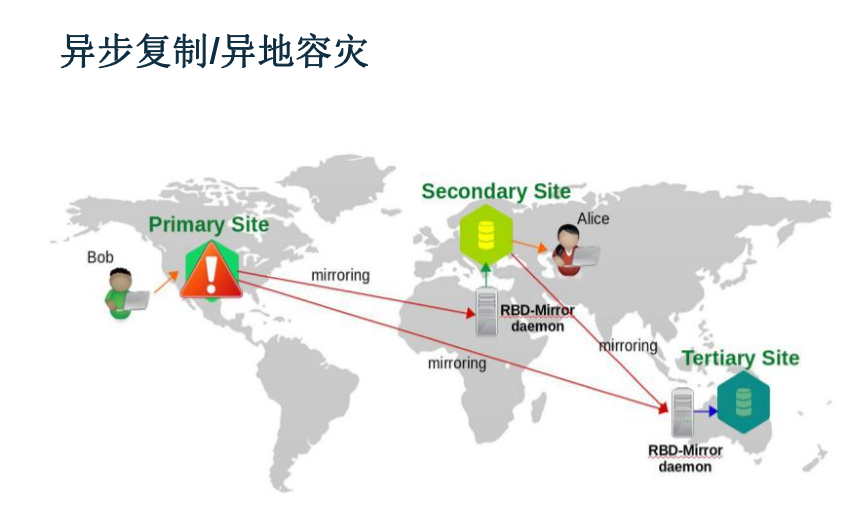 异步复制/异地容灾
Secondary Site
Primary Site
Alice
Bob
mirroring
RBD-Mirror
daemon
mirroring
mirroring
Tertiary Site
RBD-Mirror
daemon